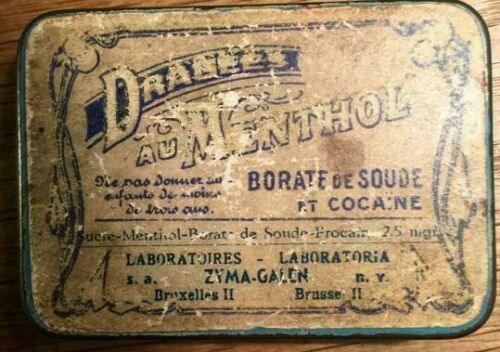 DRAGÉES
AU MENTHOL
BORATE DE SOUDE
ET COCAINE
Ne pas donner aux
enfants de moins
de trois ans.
Sucre-Menthol-Borate de Soude-Procain. 2,5 mgr.
LABORATOIRES - LABORATORIA
s. a. ZYMA-GALEN n. v.
Bruxelles II Brussel II